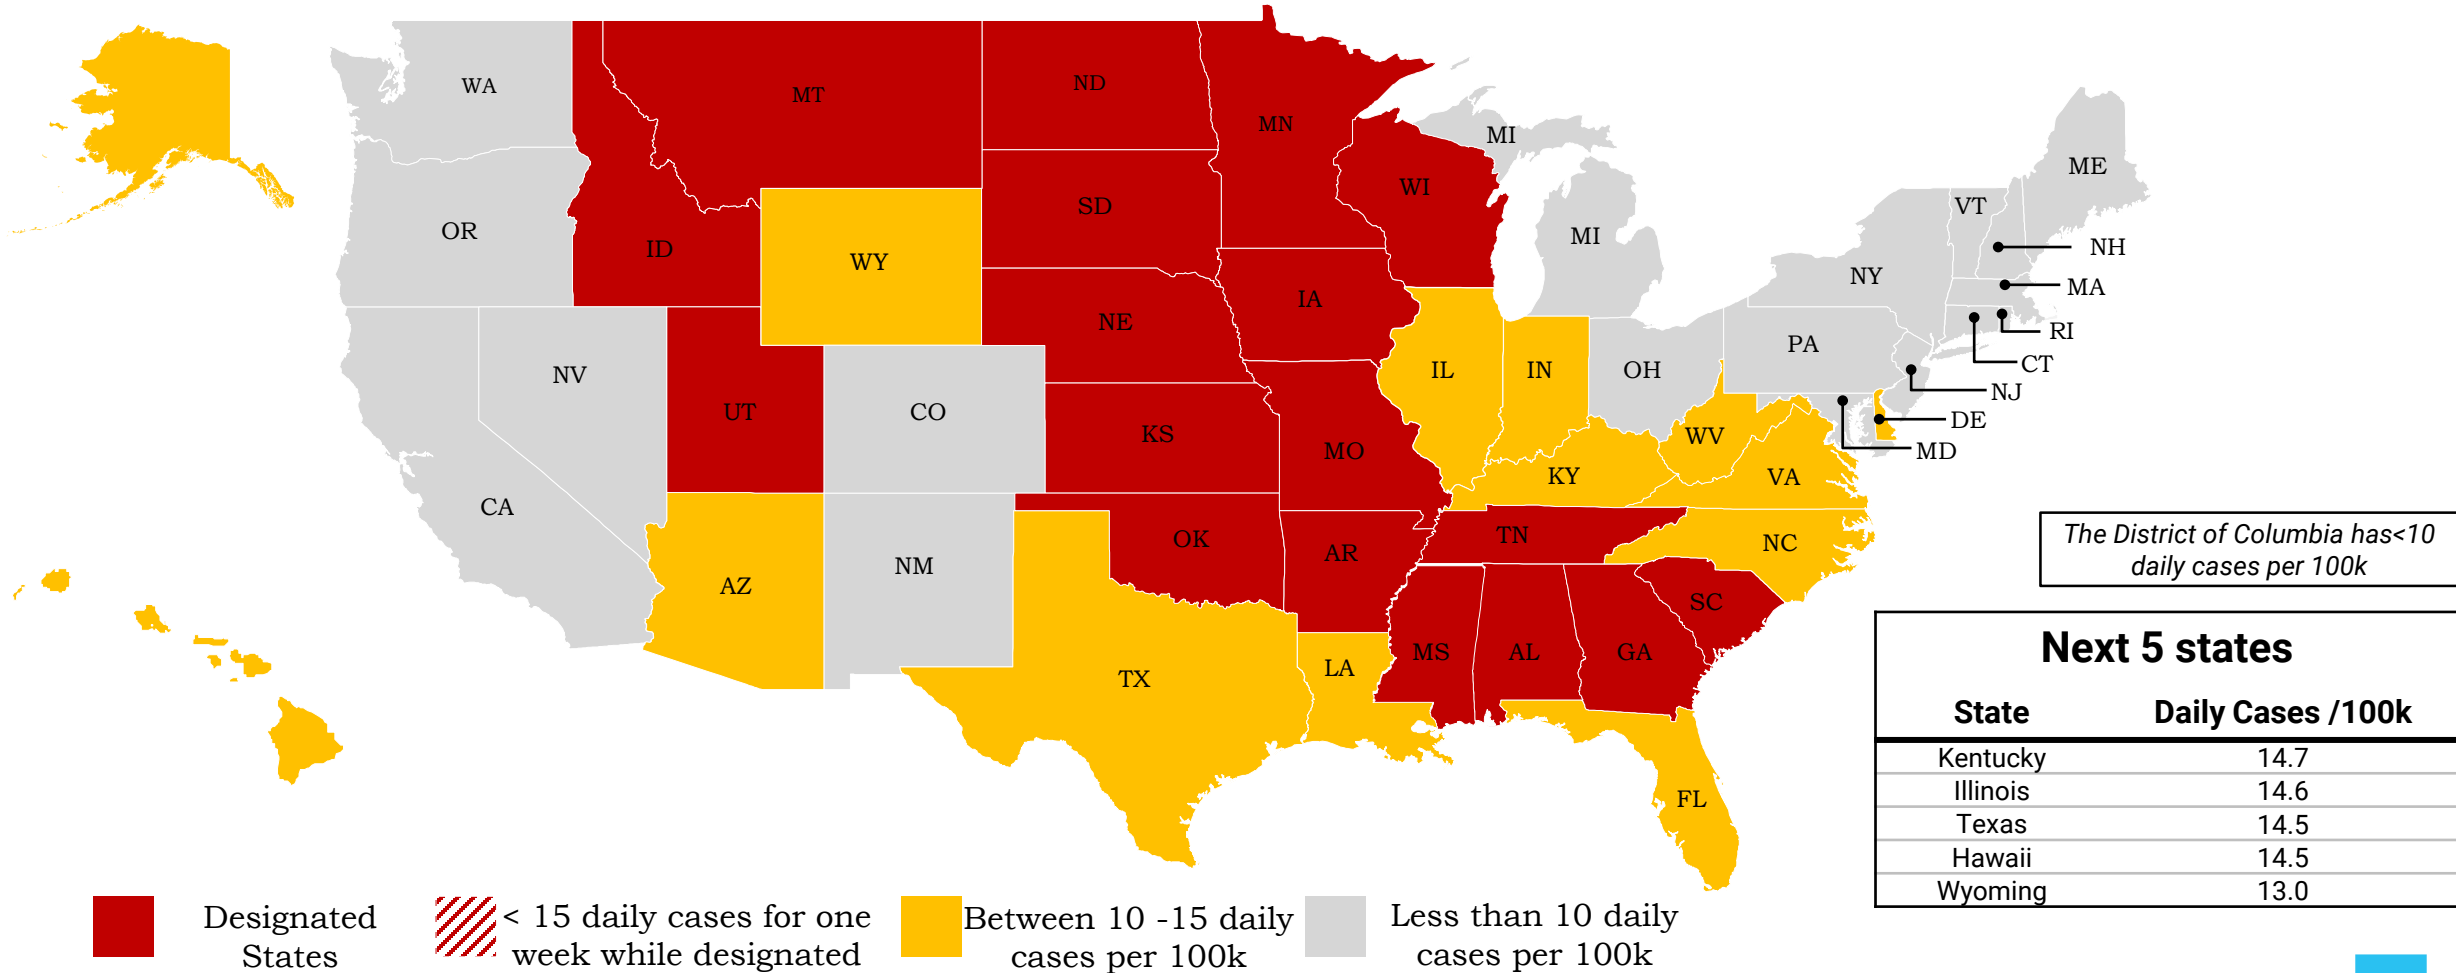 WA
MT
ND
MN
MI
ME
OR
ID
WY
SD
WI
MI
VT
NH
NY
MA
IA
RI
NE
PA
CT
NV
UT
CO
IL
IN
OH
NJ
DE
KS
MO
WV
MD
KY
VA
CA
NM
OK
AR
TN
NC
AZ
SC
TX
LA
MS
AL
GA
FL
The District of Columbia has<10
daily cases per 100k
Next 5 states
State Daily Cases /100k
Kentucky 14.7
Illinois 14.6
Texas 14.5
Hawaii 14.5
Wyoming 13.0
Designated
States
< 15 daily cases for one
week while designated
Between 10 -15 daily
cases per 100k
Less than 10 daily
cases per 100k